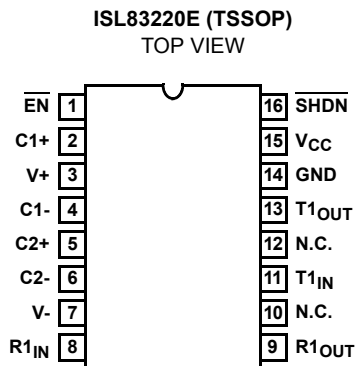 ISL83220E (TSSOP)
TOP VIEW
EN 1 16 SHDN
C1+ 2 15 VCC
V+ 3 14 GND
C1- 4 13 T1OUT
C2+ 5 12 N.C.
C2- 6 11 T1IN
V- 7 10 N.C.
R1IN 8 9 R1OUT